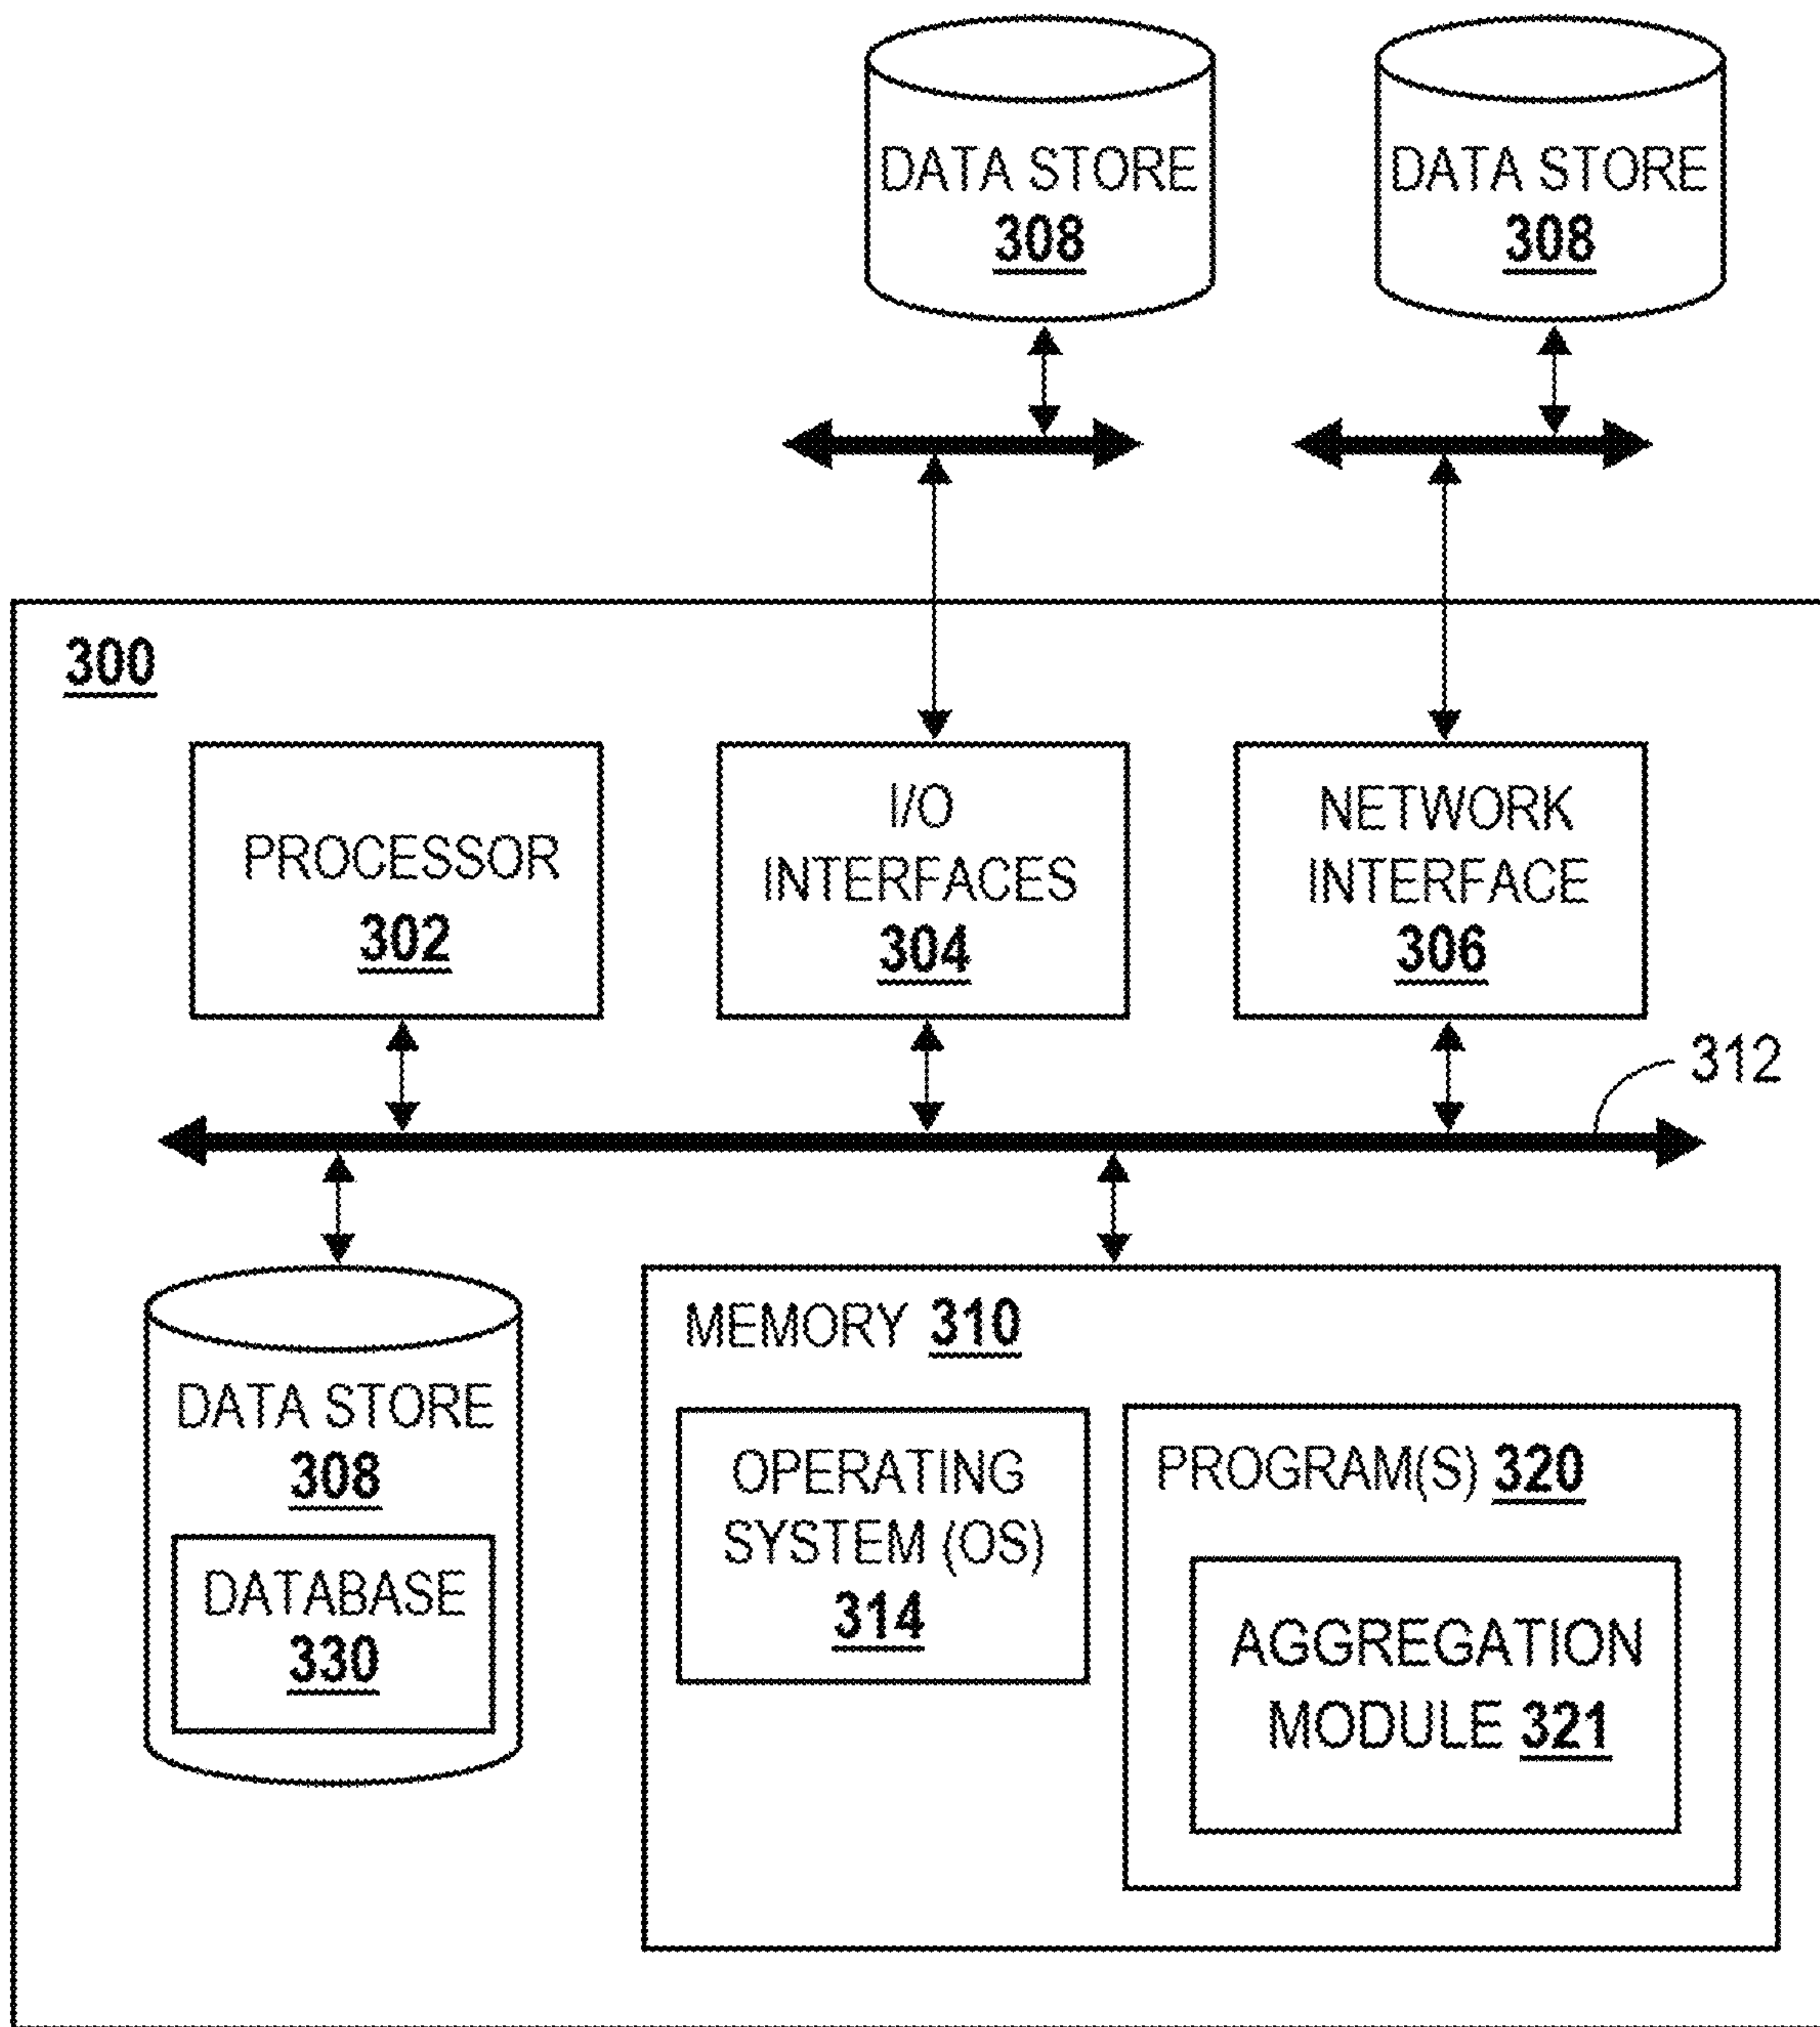 DATA STORE
308
DATA STORE
308
300
PROCESSOR
302
I/O
INTERFACES
304
NETWORK
INTERFACE
306
312
DATA STORE
308
DATABASE
330
MEMORY 310
OPERATING
SYSTEM (OS)
314
PROGRAM(S) 320
AGGREGATION
MODULE 321